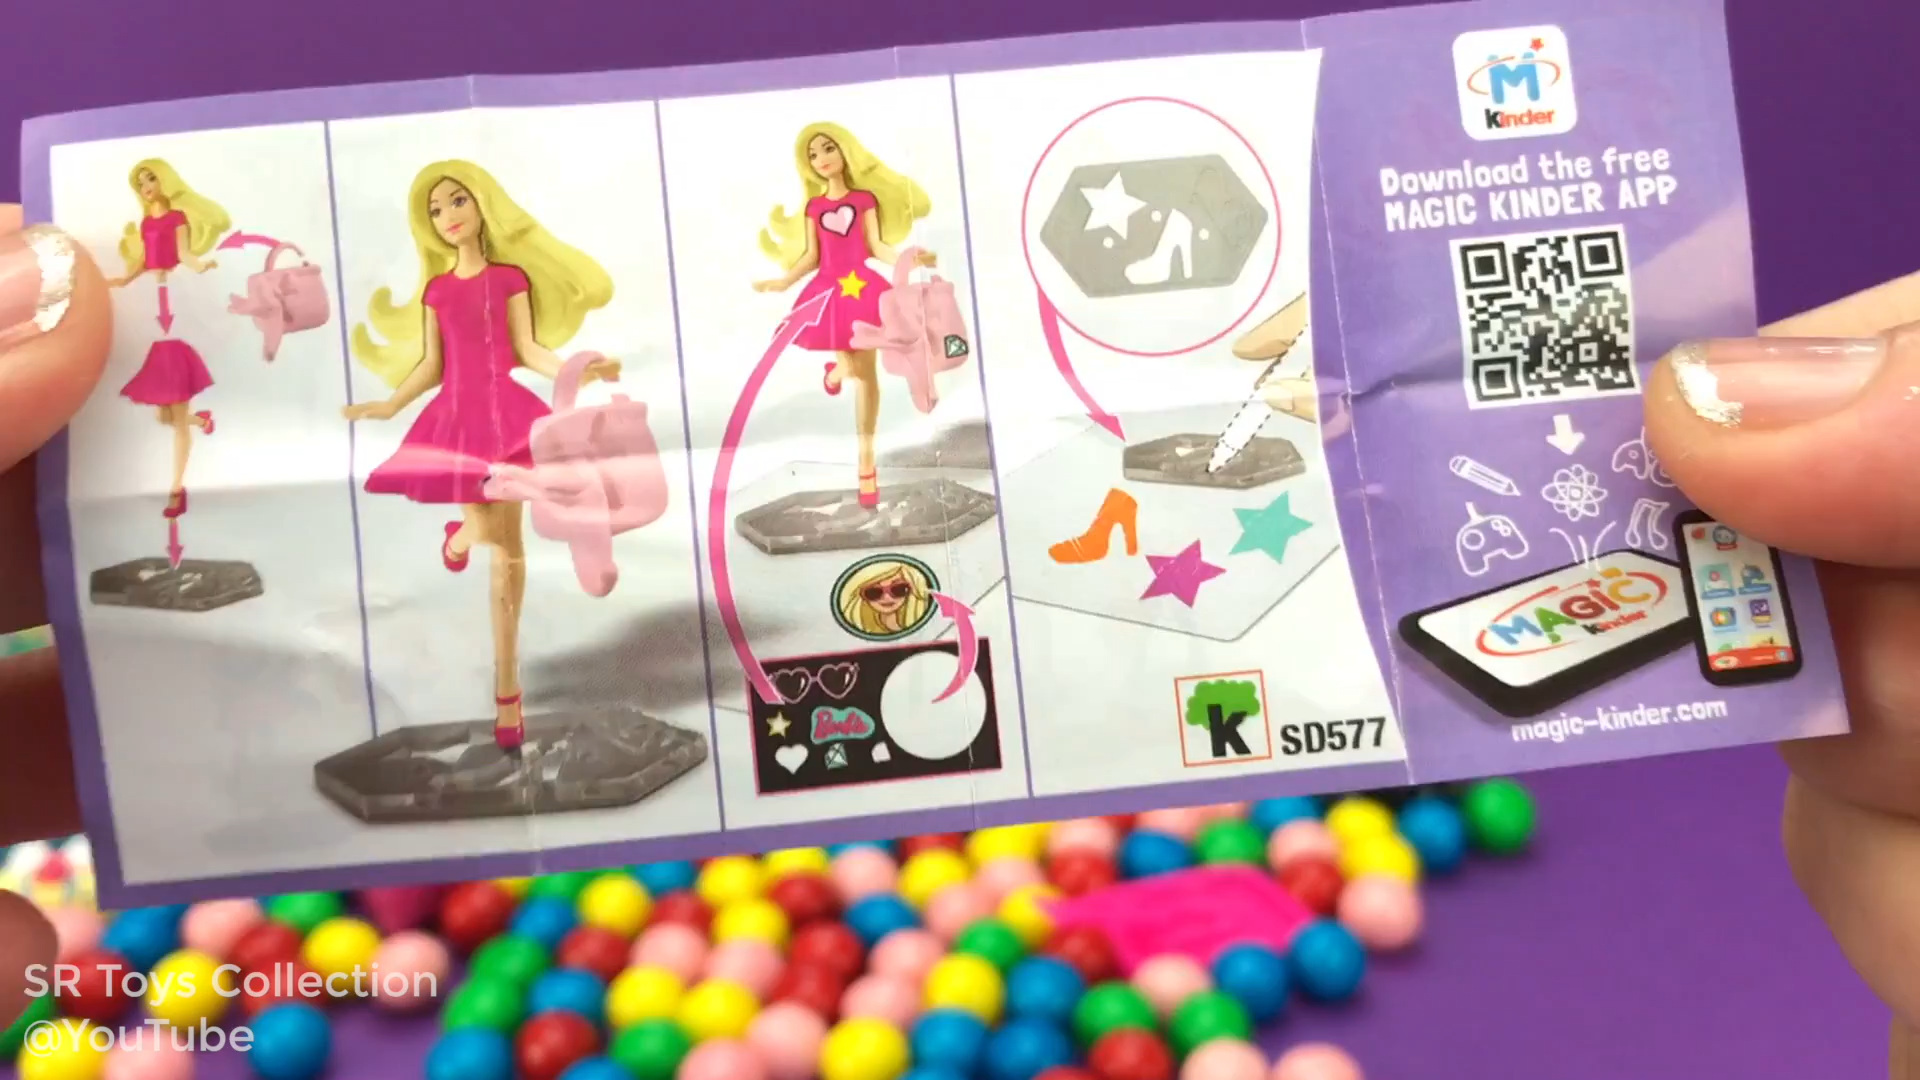 M
kinder
Download the free
MAGIC KINDER APP
Barbie
K SD577
MAGIC
kinder
magic-kinder.com
SR Toys Collection
@YouTube